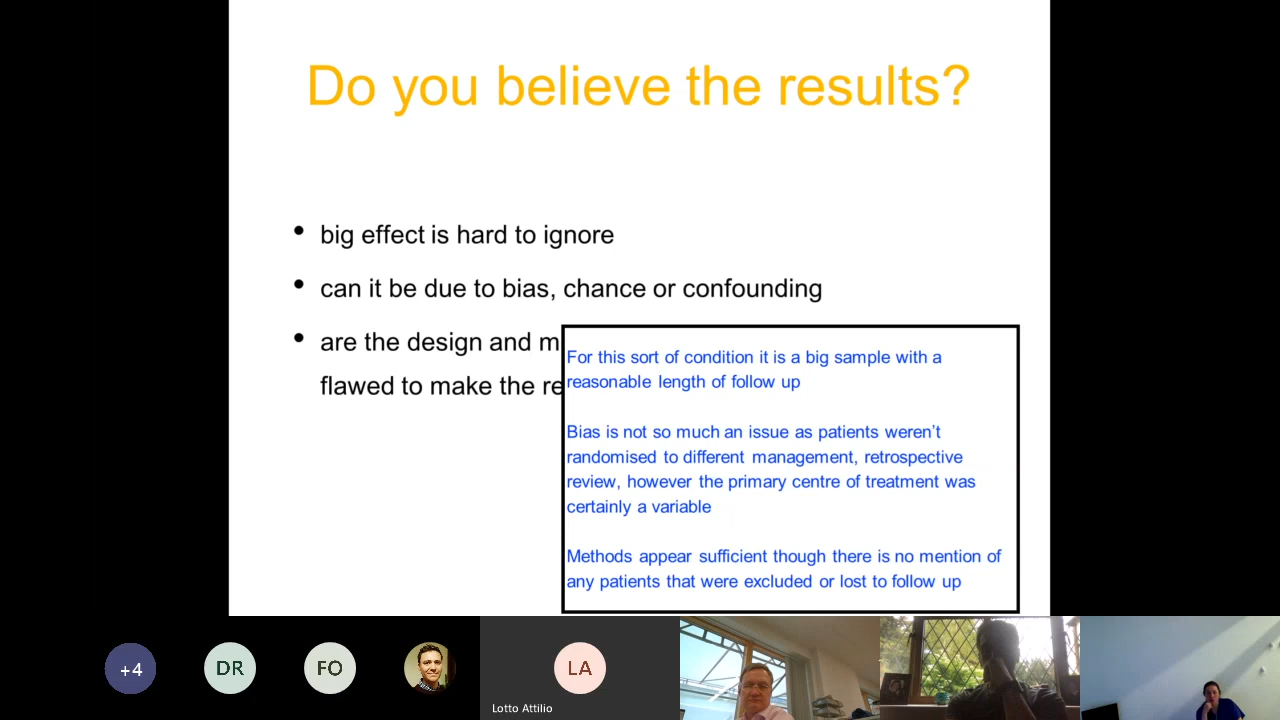 Do you believe the results?
• big effect is hard to ignore
• can it be due to bias, chance or confounding
• are the design and m
flawed to make the re
For this sort of condition it is a big sample with a
reasonable length of follow up
Bias is not so much an issue as patients weren’t
randomised to different management, retrospective
review, however the primary centre of treatment was
certainly a variable
Methods appear sufficient though there is no mention of
any patients that were excluded or lost to follow up
+4
DR
FO
LA
Lotto Attilio